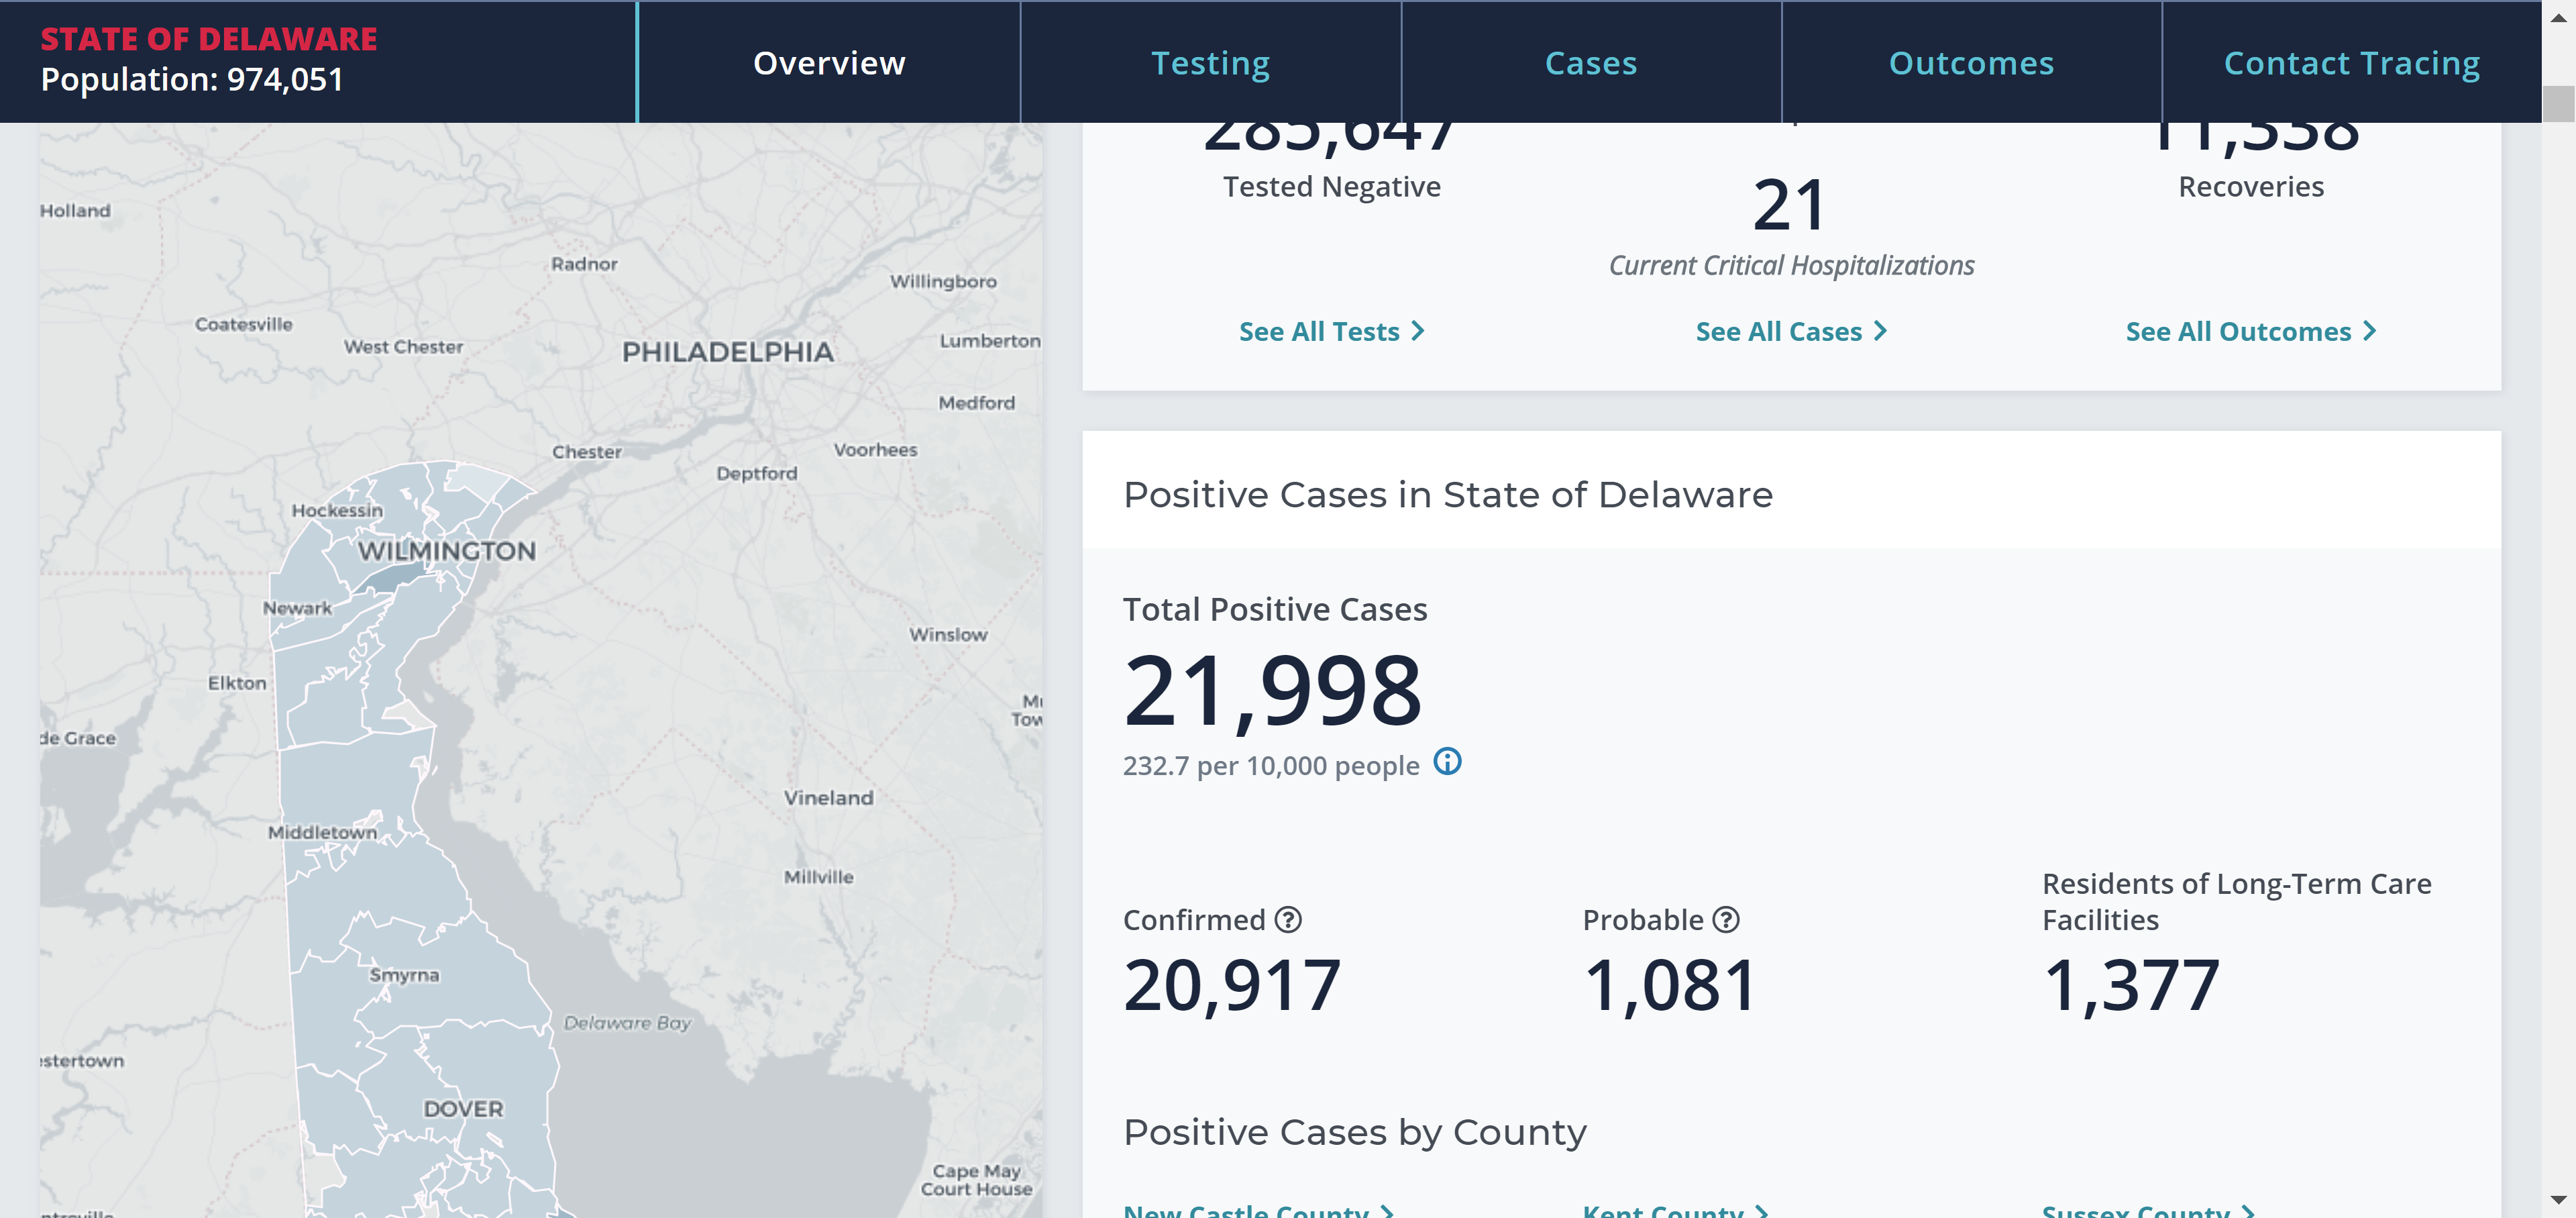 STATE OF DELAWARE
Population: 974,051
Overview
Testing
Cases
Outcomes
Contact Tracing
Holland
Radnor
Willingboro
Coatesville
West Chester
PHILADELPHIA
Lumberton
Medford
Chester
Voorhees
Deptford
Hockessin
WILMINGTON
Newark
Winslow
Elkton
de Grace
Vineland
Middletown
Millville
Smyrna
Delaware Bay
estertown
DOVER
Cape May
Court House
285,647
Tested Negative
21
Current Critical Hospitalizations
11,338
Recoveries
See All Tests
See All Cases
See All Outcomes
Positive Cases in State of Delaware
Total Positive Cases
21,998
232.7 per 10,000 people
Confirmed
20,917
Probable
1,081
Residents of Long-Term Care
Facilities
1,377
Positive Cases by County
New Castle County
Kent County
Sussex County